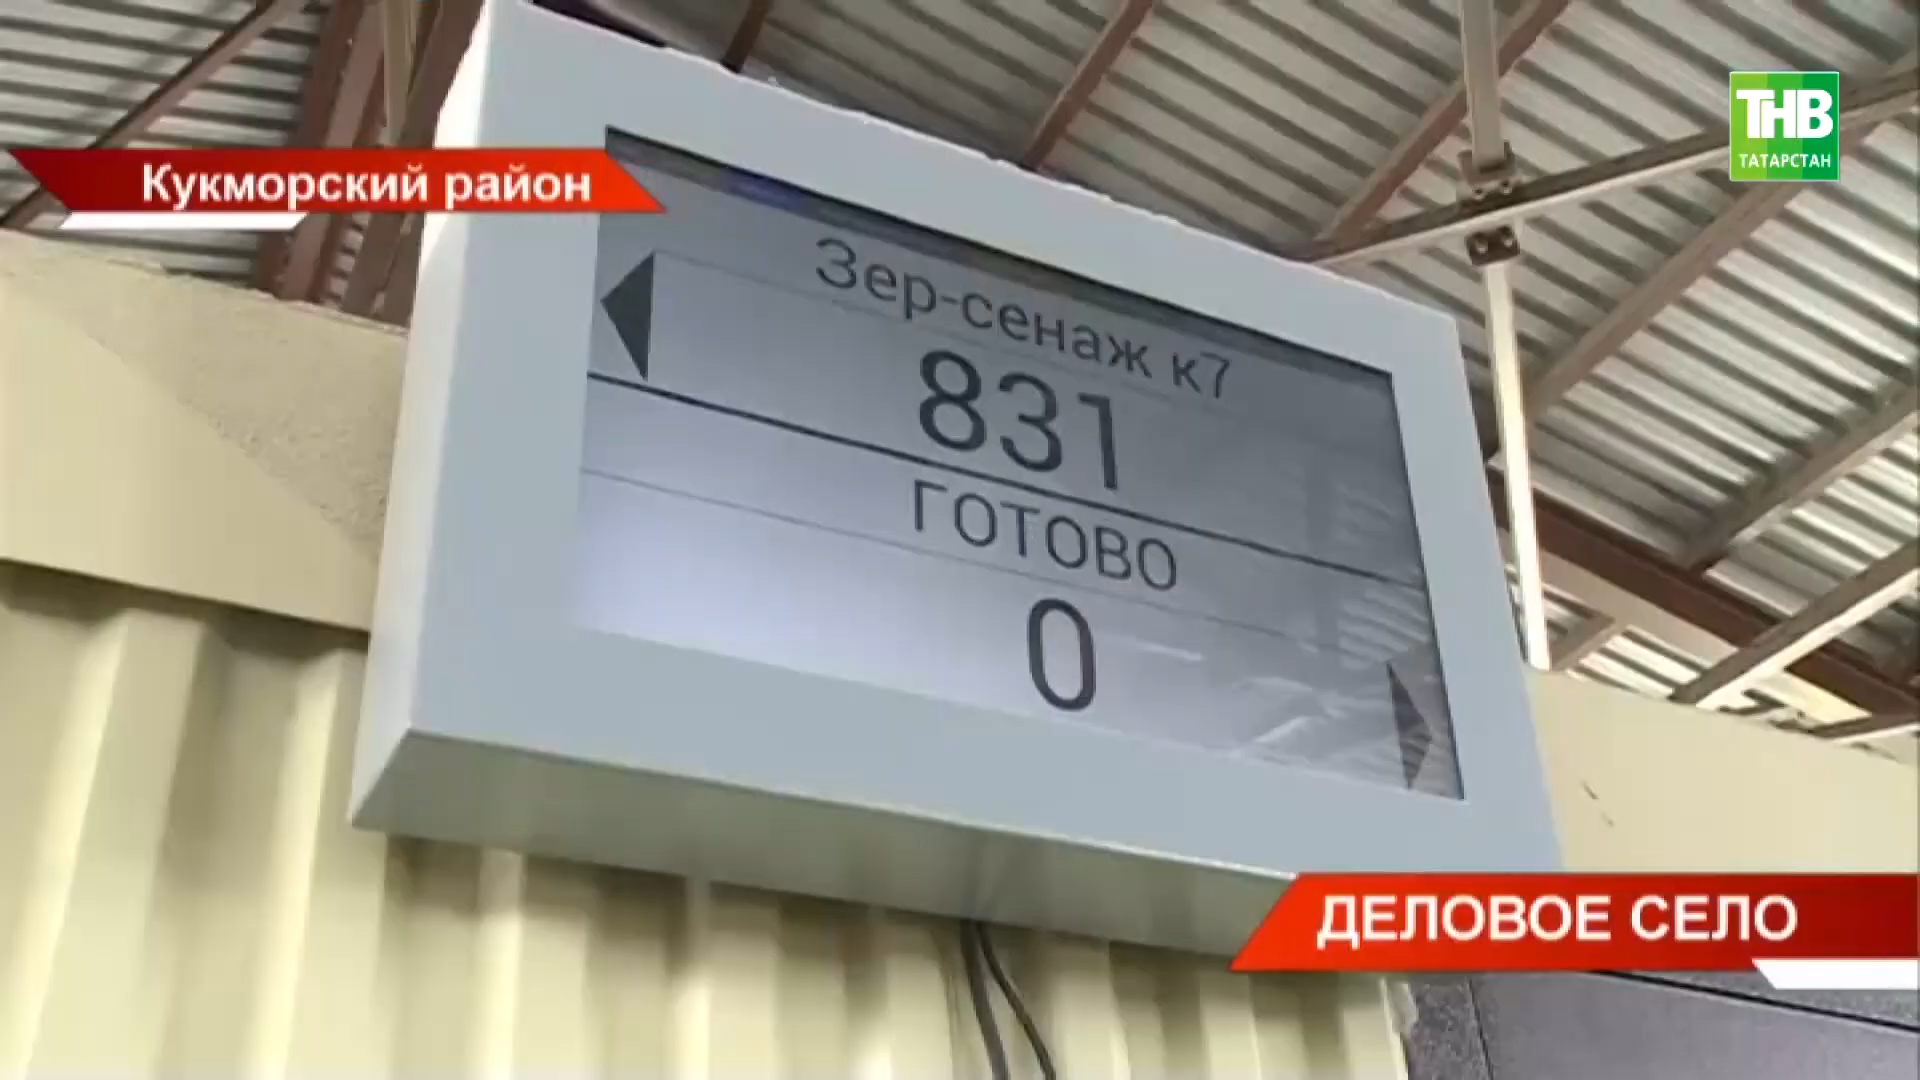 ТНВ
ТАТАРСТАН
Кукморский район
Зер-сенаж к7
831
ГОТОВО
0
ДЕЛОВОЕ СЕЛО